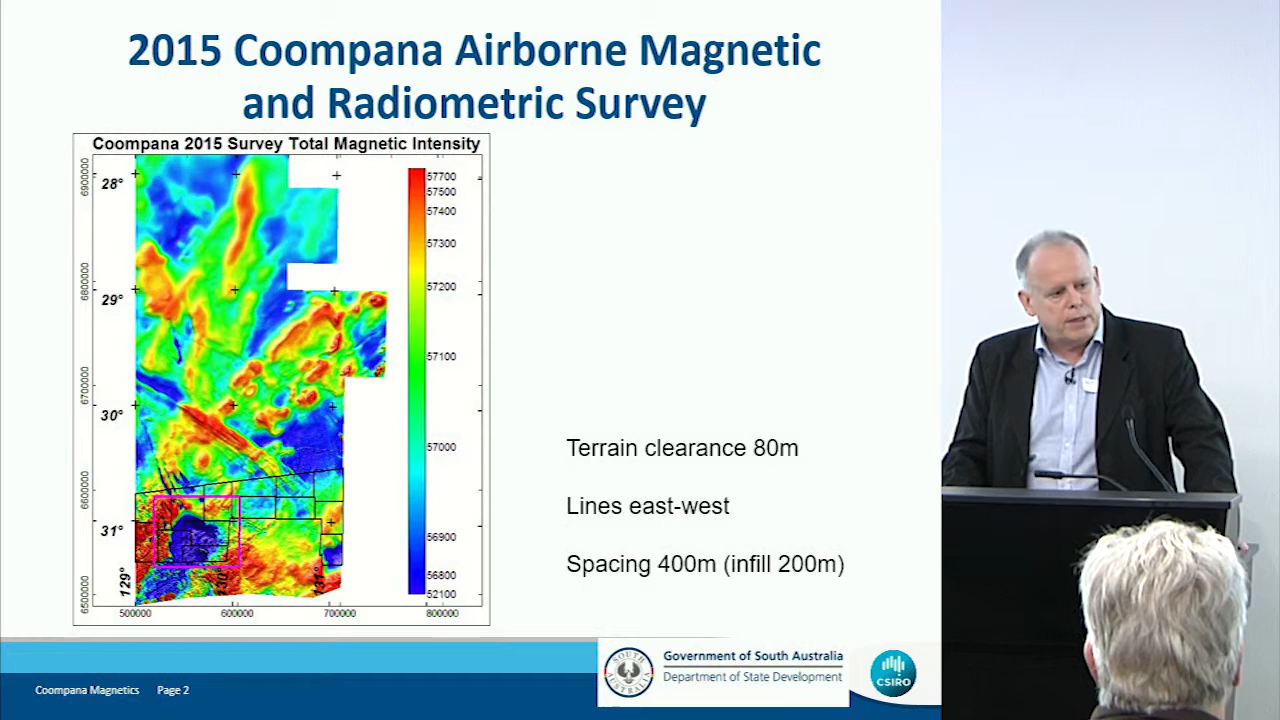 2015 Coompana Airborne Magnetic
and Radiometric Survey
Coompana 2015 Survey Total Magnetic Intensity
6900000
6800000
6700000
6600000
6500000
28°
29°
30°
31°
129°
130°
131°
500000
600000
700000
800000
57700
57500
57400
57300
57200
57100
57000
56900
56800
52100
Terrain clearance 80m
Lines east-west
Spacing 400m (infill 200m)
Coompana Magnetics Page 2
SOUTH AUSTRALIA
Government of South Australia
Department of State Development
CSIRO